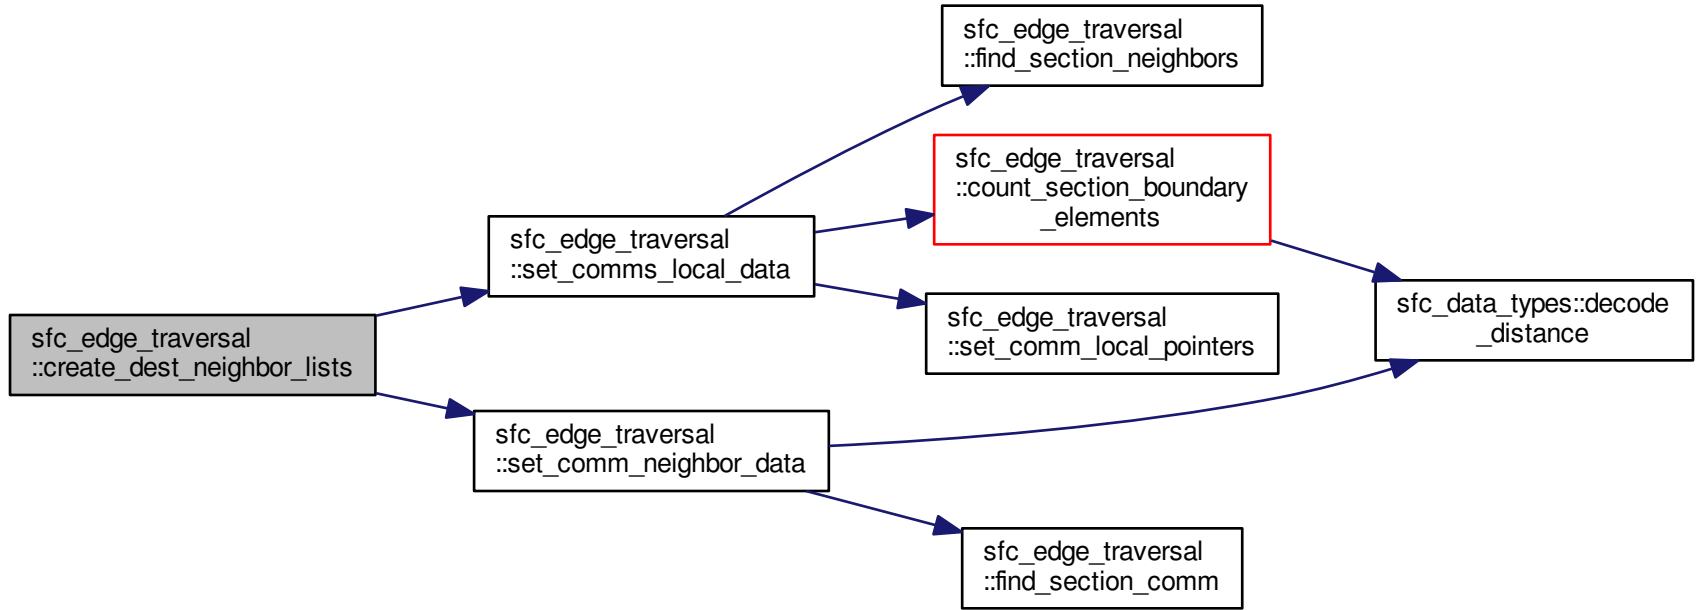 sfc_edge_traversal
::find_section_neighbors
sfc_edge_traversal
::count_section_boundary
_elements
sfc_edge_traversal
::set_comms_local_data
sfc_data_types::decode
_distance
sfc_edge_traversal
::set_comm_local_pointers
sfc_edge_traversal
::create_dest_neighbor_lists
sfc_edge_traversal
::set_comm_neighbor_data
sfc_edge_traversal
::find_section_comm